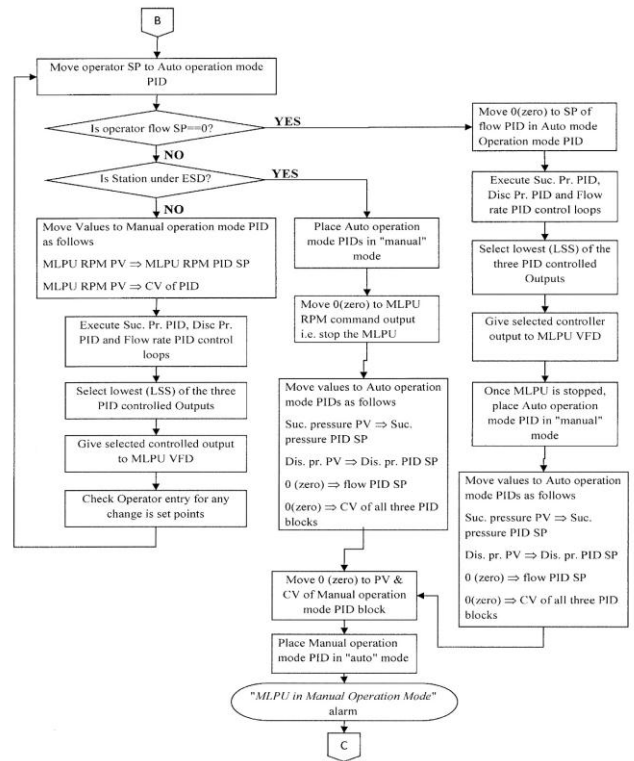 B
Move operator SP to Auto operation mode
PID
Is operator flow SP==0?
YES
NO
Is Station under ESD?
YES
NO
Move Values to Manual operation mode PID
as follows
MLPU RPM PV ⇒ MLPU RPM PID SP
MLPU RPM PV ⇒ CV of PID
Execute Suc. Pr. PID, Disc Pr.
PID and Flow rate PID control
loops
Select lowest (LSS) of the three
PID controlled Outputs
Give selected controlled output
to MLPU VFD
Check Operator entry for any
change is set points
Place Auto operation
mode PIDs in "manual"
mode
Move 0(zero) to MLPU
RPM command output
i.e. stop the MLPU
Move values to Auto operation
mode PIDs as follows
Suc. pressure PV ⇒ Suc.
pressure PID SP
Dis. pr. PV ⇒ Dis. pr. PID SP
0 (zero) ⇒ flow PID SP
0(zero) ⇒ CV of all three PID
blocks
Move 0(zero) to SP of
flow PID in Auto mode
Operation mode PID
Execute Suc. Pr. PID,
Disc Pr. PID and Flow
rate PID control loops
Select lowest (LSS) of the
three PID controlled
Outputs
Give selected controller
output to MLPU VFD
Once MLPU is stopped,
place Auto operation
mode PID in "manual"
mode
Move values to Auto operation
mode PIDs as follows
Suc. pressure PV ⇒ Suc.
pressure PID SP
Dis. pr. PV ⇒ Dis. pr. PID SP
0 (zero) ⇒ flow PID SP
0(zero) ⇒ CV of all three PID
blocks
Move 0 (zero) to PV &
CV of Manual operation
mode PID block
Place Manual operation
mode PID in "auto" mode
"MLPU in Manual Operation Mode"
alarm
C